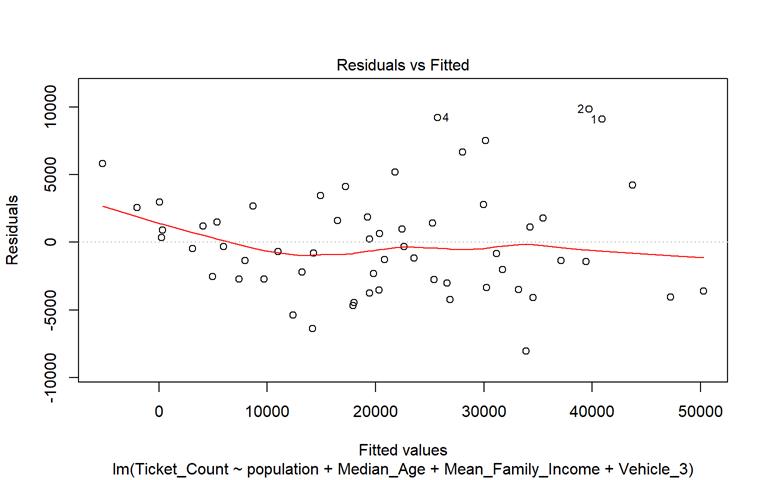 Residuals vs Fitted
10000
5000
0
-5000
-10000
Residuals
4
2
1
0 10000 20000 30000 40000 50000
Fitted values
lm(Ticket_Count ~ population + Median_Age + Mean_Family_Income + Vehicle_3)